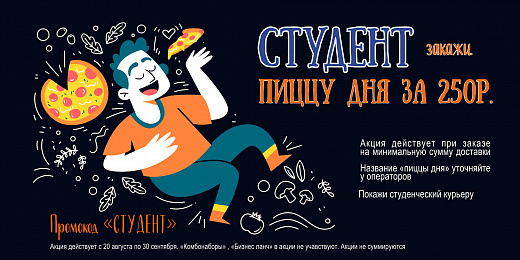 СТУДЕНТ закажи
ПИЦЦУ ДНЯ ЗА 250Р.
Акция действует при заказе
на минимальную сумму доставки
Название «пиццы дня» уточняйте
у операторов
Покажи студенческий курьеру
Промокод «СТУДЕНТ»
Акция действует с 20 августа по 30 сентября. «Комбонаборы» , «Бизнес ланч» в акции не учавствуют. Акции не суммируются